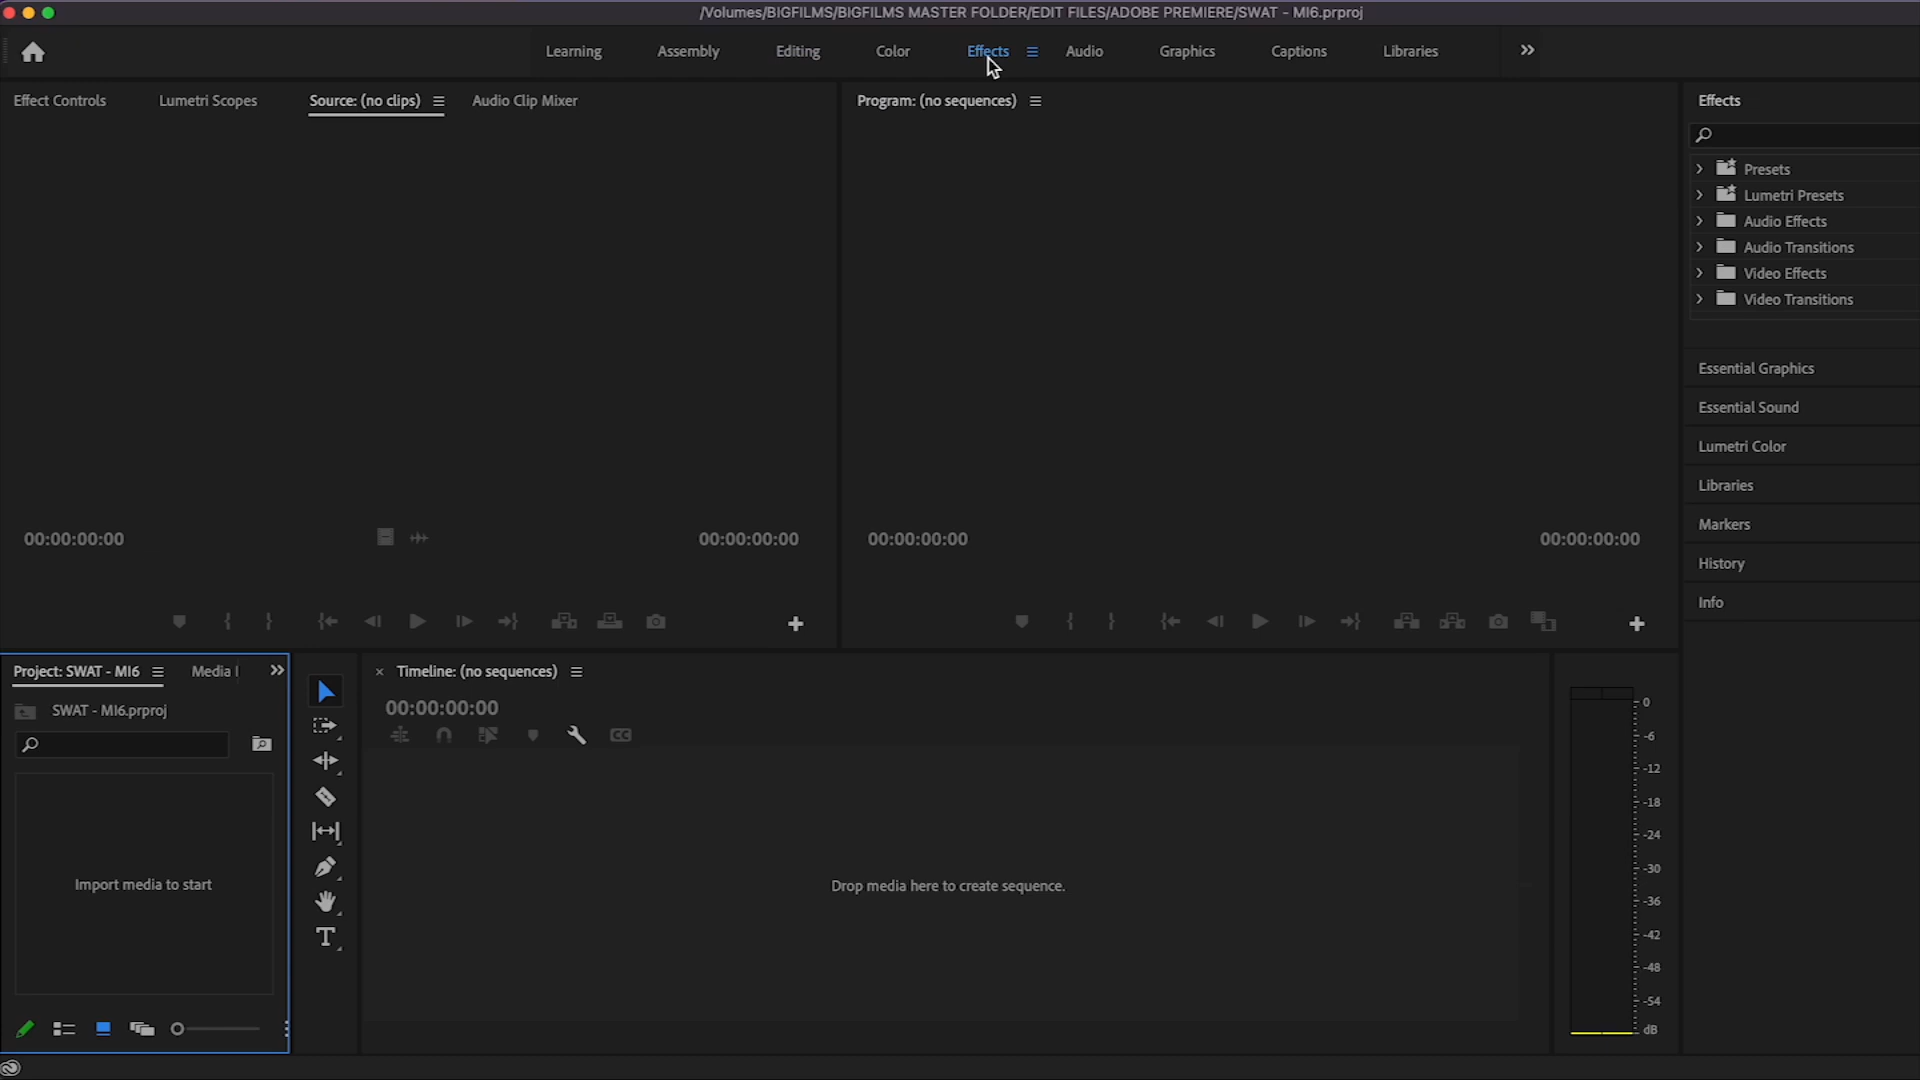 /Volumes/BIGFILMS/BIGFILMS MASTER FOLDER/EDIT FILES/ADOBE PREMIERE/SWAT - MI6.prproj
Learning Assembly Editing Color Effects Audio Graphics Captions Libraries
Effect Controls Lumetri Scopes Source: (no clips) Audio Clip Mixer
Program: (no sequences)
Effects
Presets
Lumetri Presets
Audio Effects
Audio Transitions
Video Effects
Video Transitions
Essential Graphics
Essential Sound
Lumetri Color
Libraries
Markers
History
Info
00:00:00:00 00:00:00:00
00:00:00:00 00:00:00:00
Project: SWAT - MI6 Media
SWAT - MI6.prproj
Import media to start
Timeline: (no sequences)
00:00:00:00
CC
Drop media here to create sequence.
T
0
-6
-12
-18
-24
-30
-36
-42
-48
-54
dB